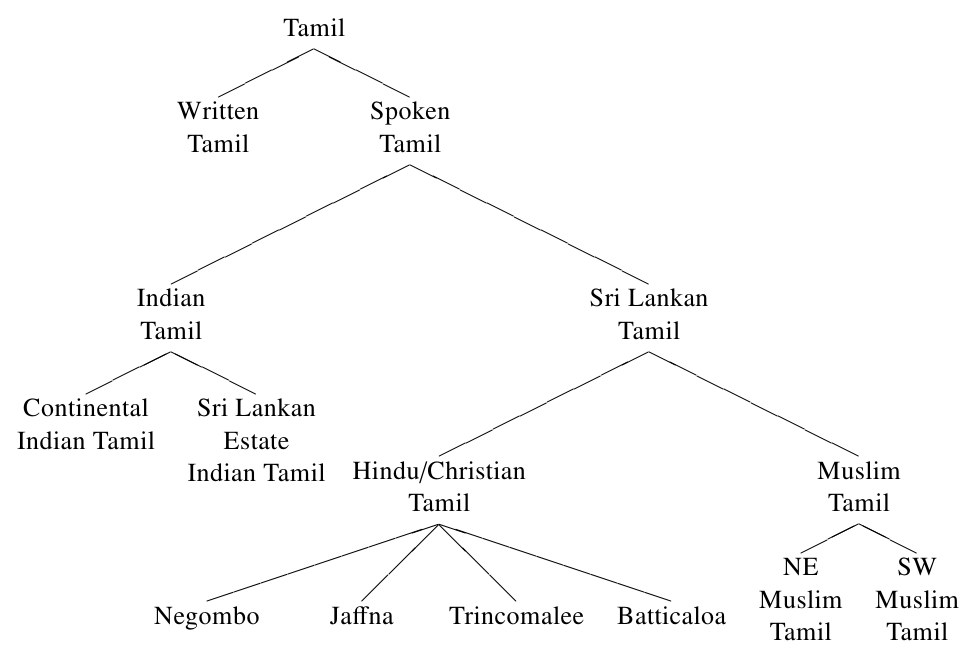 Tamil
Written
Tamil
Spoken
Tamil
Indian
Tamil
Sri Lankan
Tamil
Continental
Indian Tamil
Sri Lankan
Estate
Indian Tamil
Hindu/Christian
Tamil
Muslim
Tamil
Negombo
Jaffna
Trincomalee
Batticaloa
NE
Muslim
Tamil
SW
Muslim
Tamil